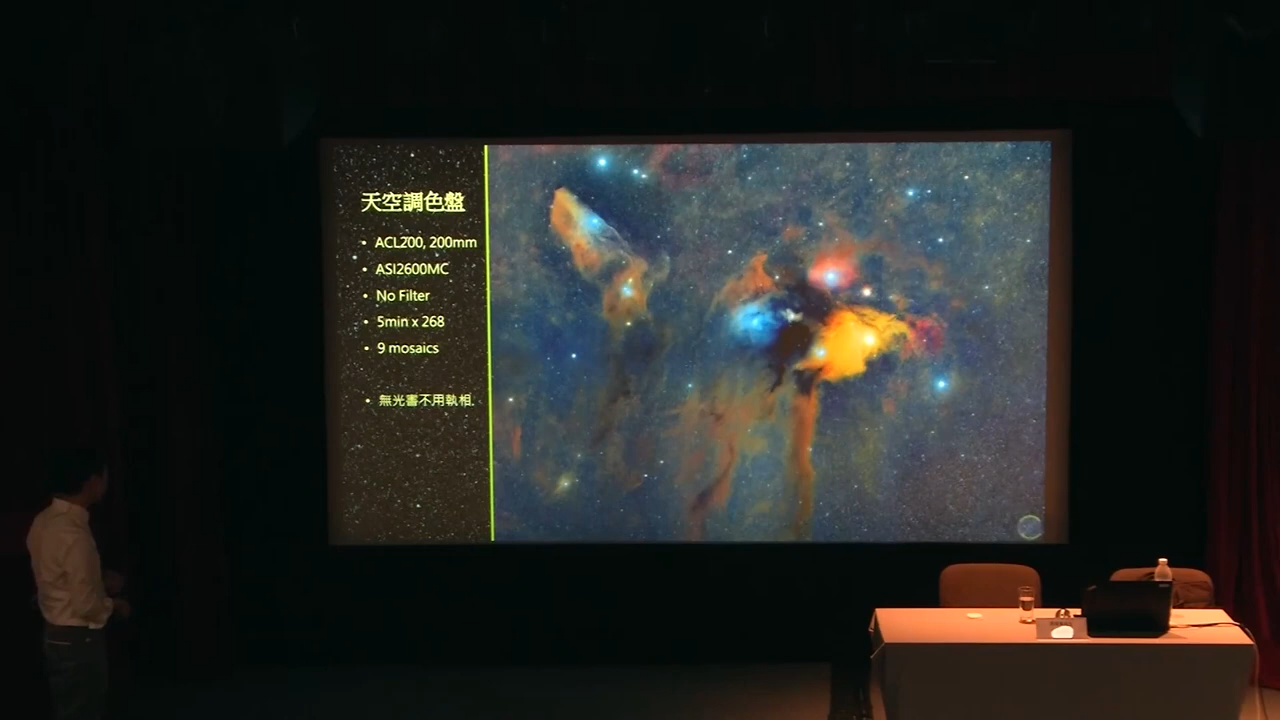 天空調色盤
• ACL200, 200mm
• ASI2600MC
• No Filter
• 5min x 268
• 9 mosaics
• 無光害不用執相.